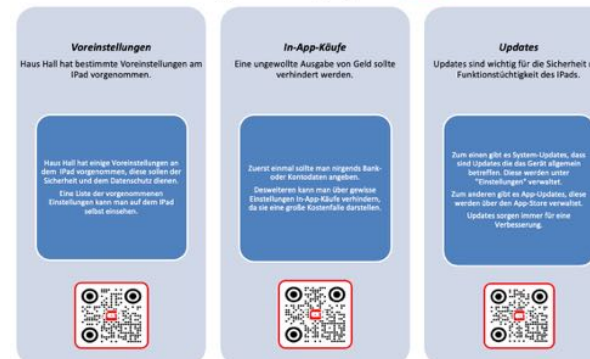 Voreinstellungen
Haus Hall hat bestimmte Voreinstellungen am
IPad vorgenommen.
Haus Hall hat einige Voreinstellungen an
dem IPad vorgenommen, diese sollen der
Sicherheit und dem Datenschutz dienen.
Eine Liste der vorgenommenen
Einstellungen kann man auf dem IPad
selbst einsehen.
In-App-Käufe
Eine ungewollte Ausgabe von Geld sollte
verhindert werden.
Zuerst einmal sollte man nirgends Bank-
oder Kontodaten angeben.
Desweiteren kann man über gewisse
Einstellungen In-App-Käufe verhindern,
da sie eine große Kostenfalle darstellen.
Updates
Updates sind wichtig für die Sicherheit
Funktionstüchtigkeit des IPads.
Zum einen gibt es System-Updates, dass
sind Updates die das Gerät allgemein
betreffen. Diese werden unter
"Einstellungen" verwaltet.
Zum anderen gibt es App-Updates, diese
werden über den App-Store verwaltet.
Updates sorgen immer für eine
Verbesserung.